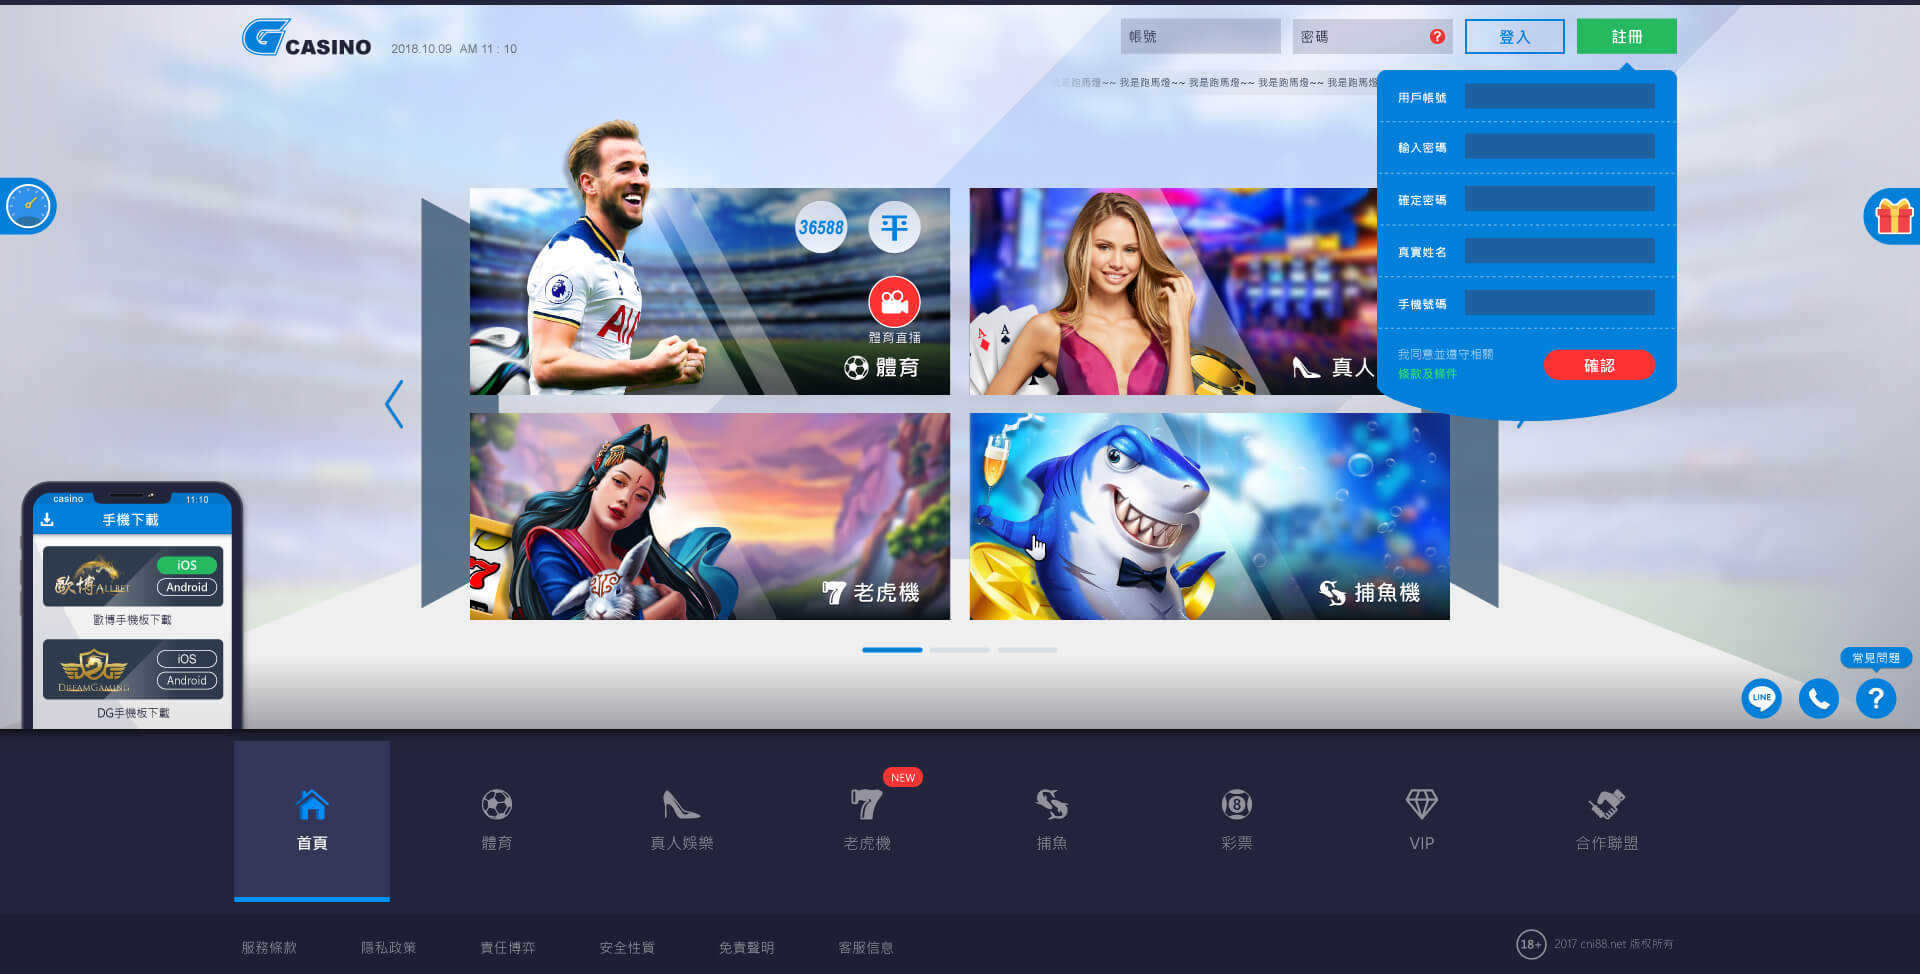 CASINO 2018.10.09 AM 11 : 10
帳號
密碼
?
登入
註冊
是跑馬燈~~ 我是跑馬燈~~ 我是跑馬燈~~ 我是跑馬燈~~ 我是跑馬燈
用戶帳號
輸入密碼
確定密碼
真實姓名
手機號碼
我同意並遵守相關
條款及條件
確認
36588
平
體育直播
體育
真人
A
A
AIA
老虎機
7
捕魚機
casino 11:10
手機下載
歐博 ALLBET
iOS
Android
歐博手機板下載
DREAMGAMING
iOS
Android
DG手機板下載
常見問題
LINE
?
首頁
體育
真人娛樂
NEW
老虎機
捕魚
8
彩票
VIP
合作聯盟
服務條款
隱私政策
責任博弈
安全性質
免責聲明
客服信息
18+
2017 cni88.net 版权所有